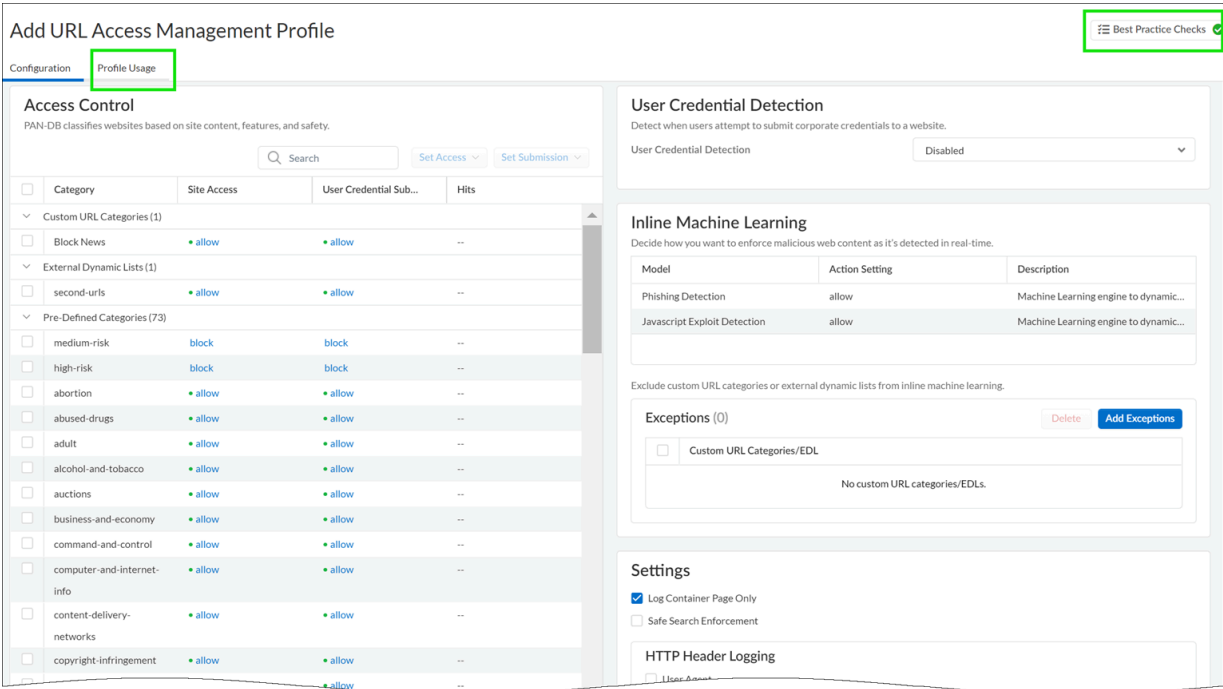 Add URL Access Management Profile
Best Practice Checks
Configuration Profile Usage
Access Control
PAN-DB classifies websites based on site content, features, and safety.
Search Set Access Set Submission
Category Site Access User Credential Sub... Hits
Custom URL Categories (1)
Block News allow allow --
External Dynamic Lists (1)
second-urls allow allow --
Pre-Defined Categories (73)
medium-risk block block --
high-risk block block --
abortion allow allow --
abused-drugs allow allow --
adult allow allow --
alcohol-and-tobacco allow allow --
auctions allow allow --
business-and-economy allow allow --
command-and-control allow allow --
computer-and-internet- allow allow --
info
content-delivery- allow allow --
networks
copyright-infringement allow allow --
allow
User Credential Detection
Detect when users attempt to submit corporate credentials to a website.
User Credential Detection Disabled
Inline Machine Learning
Decide how you want to enforce malicious web content as it's detected in real-time.
Model Action Setting Description
Phishing Detection allow Machine Learning engine to dynamic...
Javascript Exploit Detection allow Machine Learning engine to dynamic...
Exclude custom URL categories or external dynamic lists from inline machine learning.
Exceptions (0) Delete Add Exceptions
Custom URL Categories/EDL
No custom URL categories/EDLs.
Settings
Log Container Page Only
Safe Search Enforcement
HTTP Header Logging
User Agent